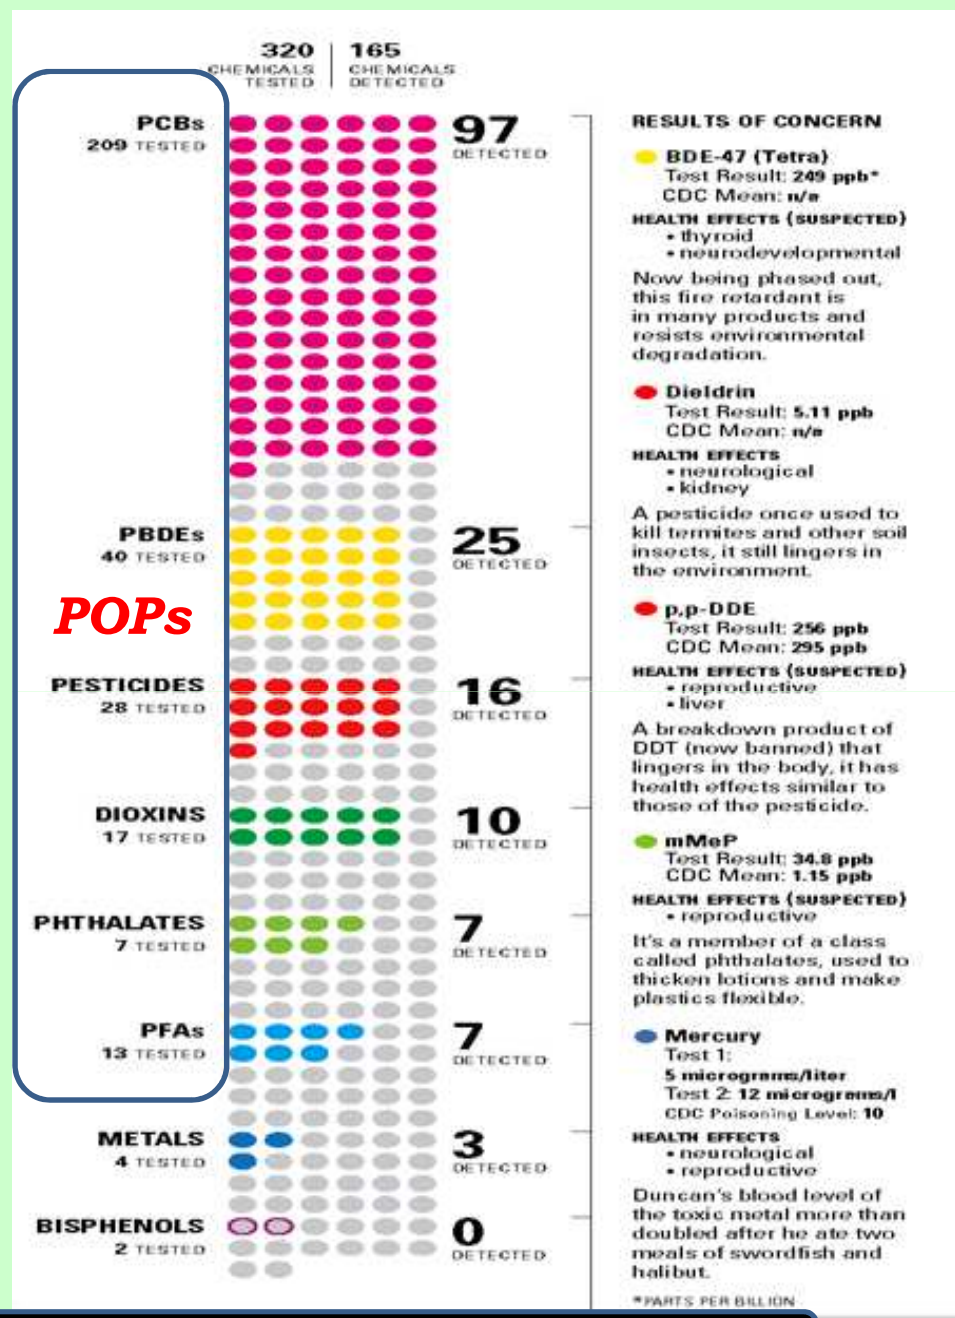 320
CHEMICALS
TESTED
165
CHEMICALS
DETECTED
PCBs
209 TESTED
97
DETECTED
PBDEs
40 TESTED
25
DETECTED
POPs
PESTICIDES
28 TESTED
16
DETECTED
DIOXINS
17 TESTED
10
DETECTED
PHTHALATES
7 TESTED
7
DETECTED
PFAs
13 TESTED
7
DETECTED
METALS
4 TESTED
3
DETECTED
BISPHENOLS
2 TESTED
0
DETECTED
RESULTS OF CONCERN
BDE-47 (Tetra)
Test Result: 249 ppb*
CDC Mean: n/a
HEALTH EFFECTS (SUSPECTED)
• thyroid
• neurodevelopmental
Now being phased out,
this fire retardant is
in many products and
resists environmental
degradation.
Dieldrin
Test Result: 5.11 ppb
CDC Mean: n/a
HEALTH EFFECTS
• neurological
• kidney
A pesticide once used to
kill termites and other soil
insects, it still lingers in
the environment.
p,p-DDE
Test Result: 256 ppb
CDC Mean: 295 ppb
HEALTH EFFECTS (SUSPECTED)
• reproductive
• liver
A breakdown product of
DDT (now banned) that
lingers in the body, it has
health effects similar to
those of the pesticide.
mMeP
Test Result: 34.8 ppb
CDC Mean: 1.15 ppb
HEALTH EFFECTS (SUSPECTED)
• reproductive
It's a member of a class
called phthalates, used to
thicken lotions and make
plastics flexible.
Mercury
Test 1:
5 micrograms/liter
Test 2: 12 micrograms/l
CDC Poisoning Level: 10
HEALTH EFFECTS
• neurological
• reproductive
Duncan's blood level of
the toxic metal more than
doubled after he ate two
meals of swordfish and
halibut.
*PARTS PER BILLION